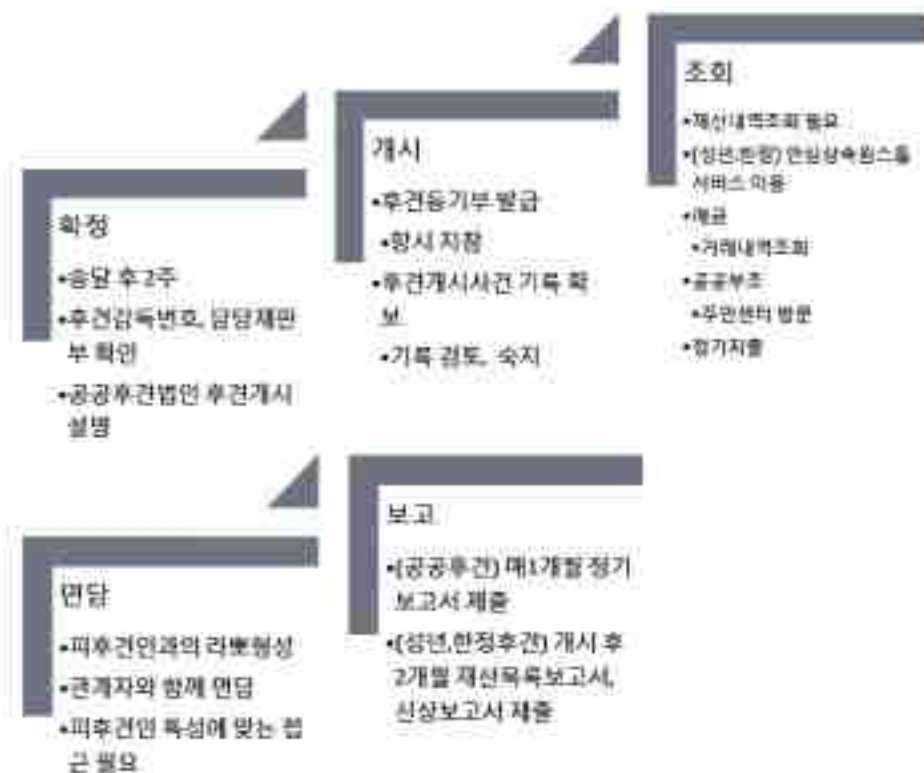 확정
•송달 후 2주
•후견감독번호, 담당재판
부 확인
•공공후견법인 후견개시
설명
개시
•후견등기부 발급
•항시 지참
•후견개시사건 기록 확
보
•기록 검토, 숙지
조회
•재산내역조회 필요
•(성년,한정) 안심상속원스톱
서비스 이용
•예금
•거래내역조회
•공공부조
•주민센터 방문
•정기지출
면담
•피후견인과의 라뽀형성
•관계자와 함께 면담
•피후견인 특성에 맞는 접
근 필요
보고
•(공공후견) 매1개월 정기
보고서 제출
•(성년,한정후견) 개시 후
2개월 재산목록보고서,
신상보고서 제출